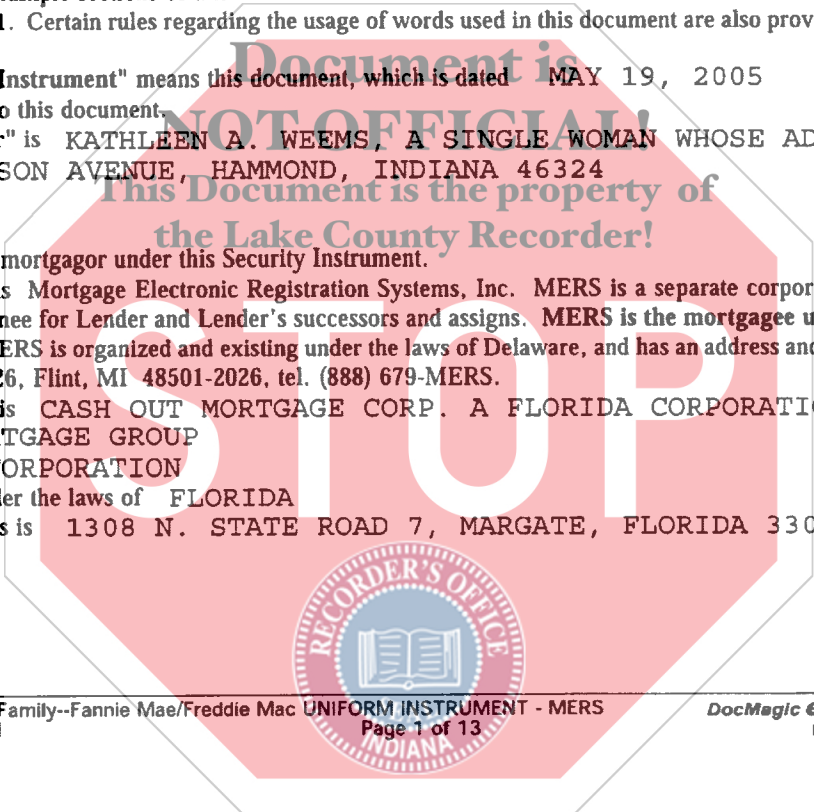 1. Certain rules regarding the usage of words used in this document are also prov
Document is
Instrument" means this document, which is dated MAY 19, 2005
o this document.
NOT OFFICIAL!
r" is KATHLEEN A. WEEMS, A SINGLE WOMAN WHOSE AD
SON AVENUE, HAMMOND, INDIANA 46324
This Document is the property of
the Lake County Recorder!
mortgagor under this Security Instrument.
s Mortgage Electronic Registration Systems, Inc. MERS is a separate corpor
nee for Lender and Lender's successors and assigns. MERS is the mortgagee u
ERS is organized and existing under the laws of Delaware, and has an address and
26, Flint, MI 48501-2026, tel. (888) 679-MERS.
STOP
is CASH OUT MORTGAGE CORP. A FLORIDA CORPORATIO
TGAGE GROUP
ORPORATION
er the laws of FLORIDA
s is 1308 N. STATE ROAD 7, MARGATE, FLORIDA 330
RECORDER'S OFFICE
INDIANA
Family--Fannie Mae/Freddie Mac UNIFORM INSTRUMENT - MERS DocMagic
Page 1 of 13